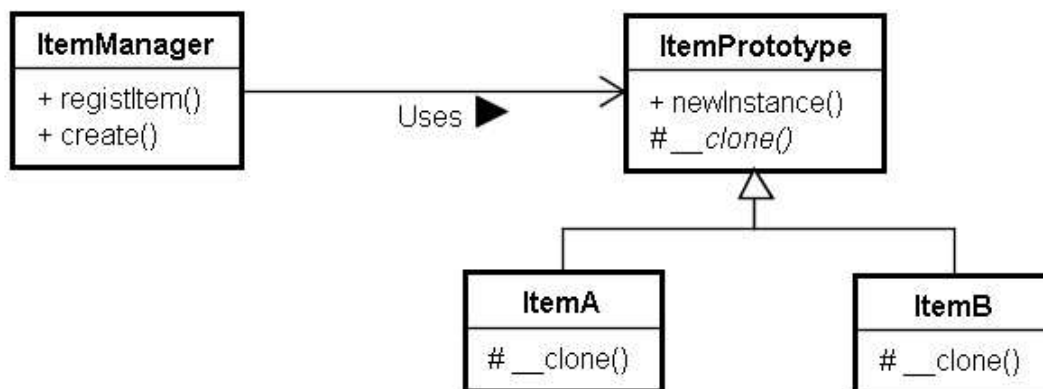 ItemManager
+ registItem()
+ create()
Uses ▶
ItemPrototype
+ newInstance()
# __clone()
ItemA
# __clone()
ItemB
# __clone()